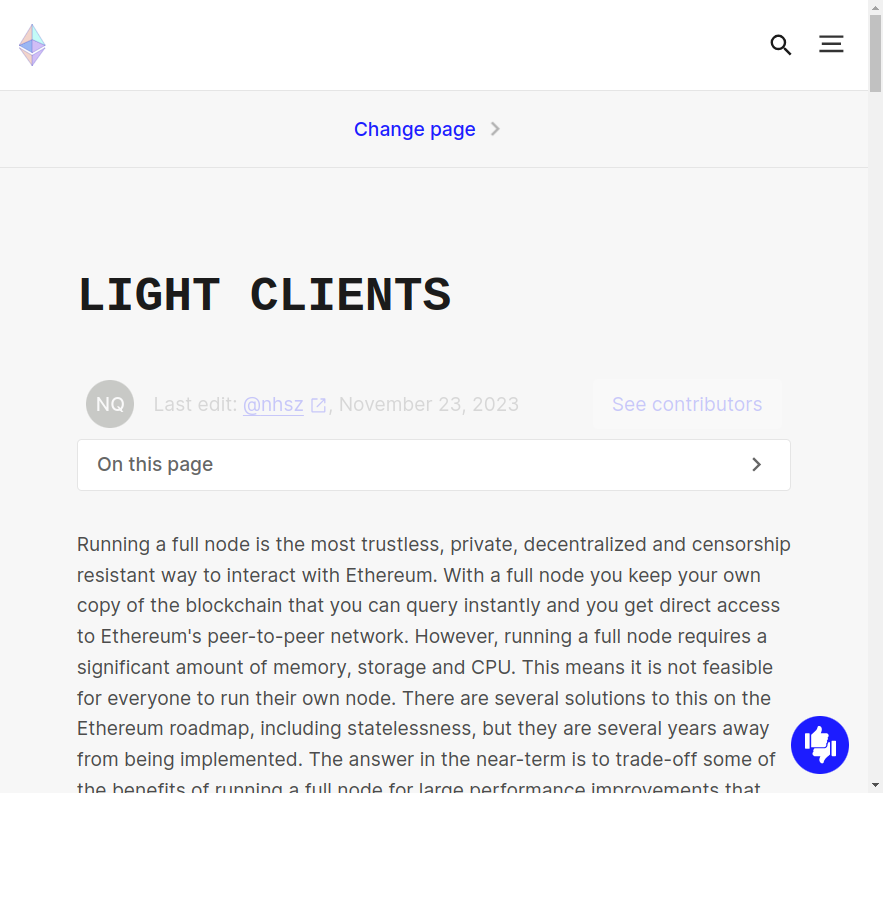 Change page
LIGHT CLIENTS
NQ
Last edit: @nhsz , November 23, 2023
See contributors
On this page
Running a full node is the most trustless, private, decentralized and censorship
resistant way to interact with Ethereum. With a full node you keep your own
copy of the blockchain that you can query instantly and you get direct access
to Ethereum's peer-to-peer network. However, running a full node requires a
significant amount of memory, storage and CPU. This means it is not feasible
for everyone to run their own node. There are several solutions to this on the
Ethereum roadmap, including statelessness, but they are several years away
from being implemented. The answer in the near-term is to trade-off some of
the benefits of running a full node for large performance improvements that